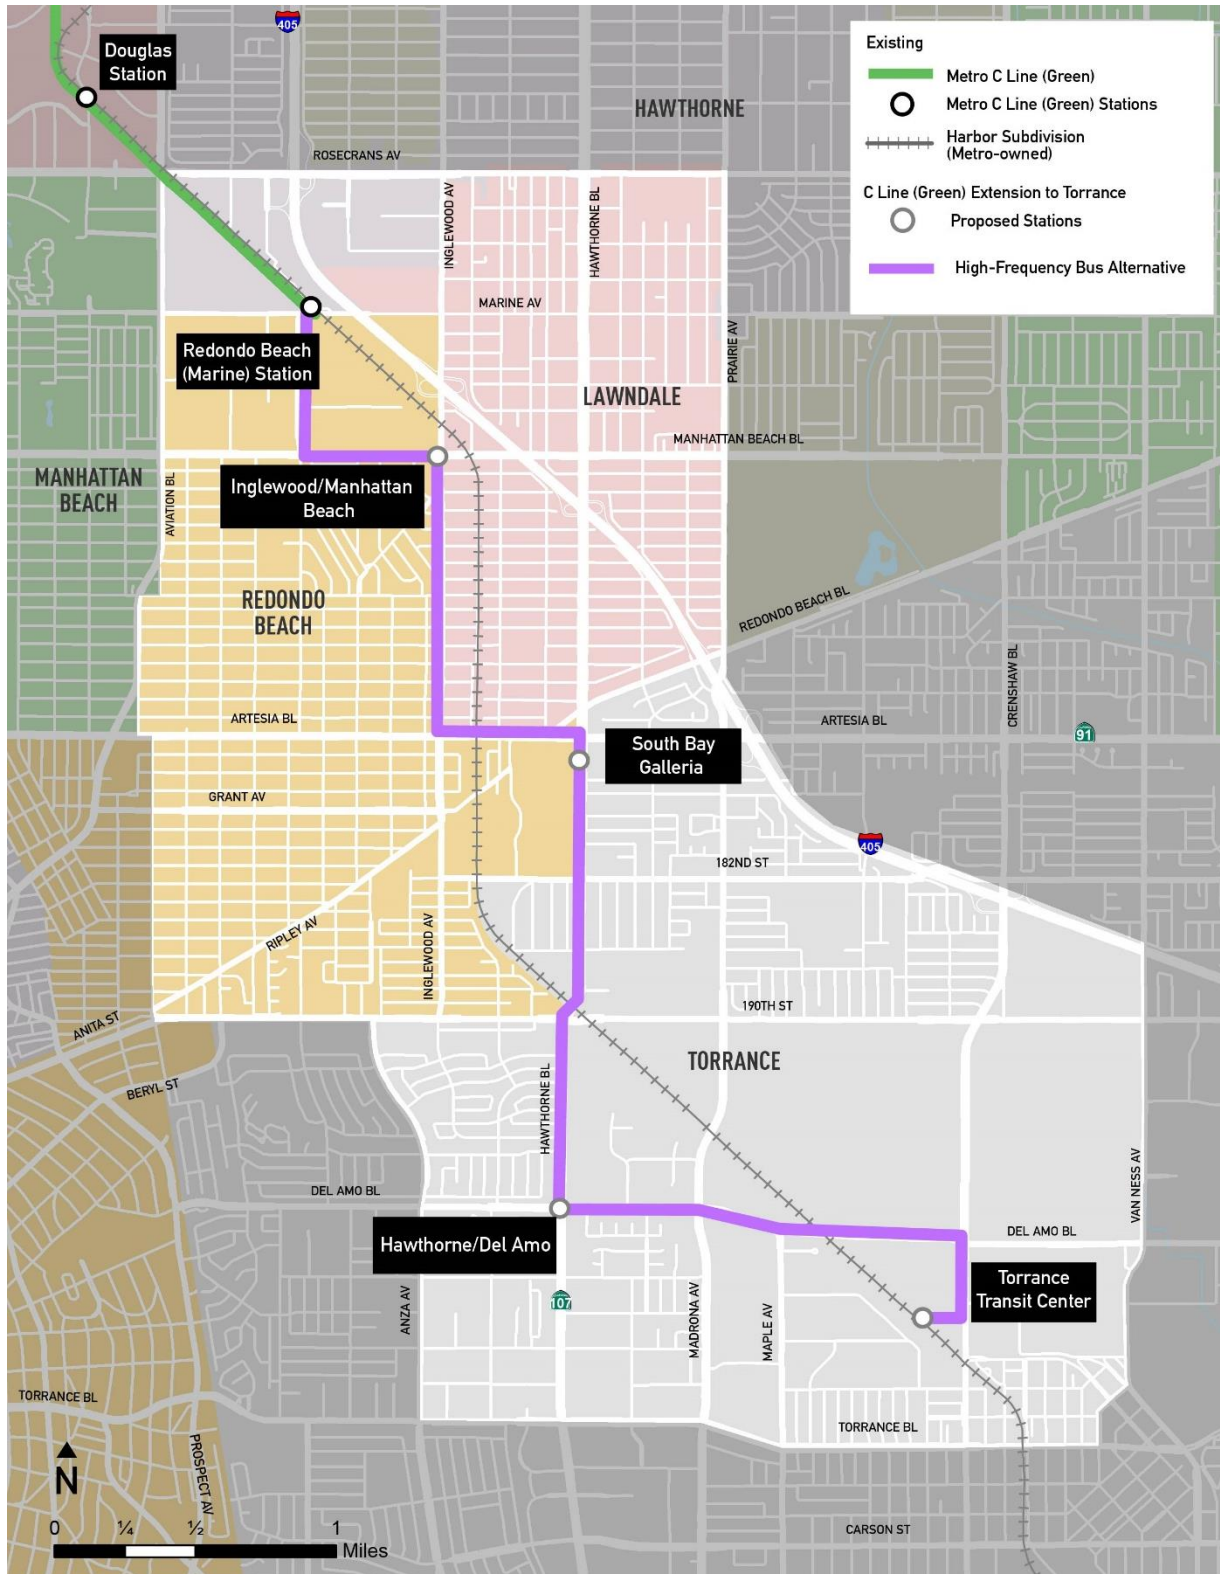 405
Douglas
Station
HAWTHORNE
Existing
Metro C Line (Green)
Metro C Line (Green) Stations
Harbor Subdivision
(Metro-owned)
C Line (Green) Extension to Torrance
Proposed Stations
High-Frequency Bus Alternative
ROSECRANS AV
INGLEWOOD AV
HAWTHORNE BL
MARINE AV
PRAIRIE AV
Redondo Beach
(Marine) Station
LAWNDALE
MANHATTAN BEACH BL
MANHATTAN
BEACH
AVIATION BL
Inglewood/Manhattan
Beach
REDONDO
BEACH
REDONDO BEACH BL
CRENSHAW BL
ARTESIA BL
ARTESIA BL
91
South Bay
Galleria
GRANT AV
405
182ND ST
RIPLEY AV
INGLEWOOD AV
190TH ST
ANITA ST
BERYL ST
TORRANCE
HAWTHORNE BL
VAN NESS AV
DEL AMO BL
DEL AMO BL
Hawthorne/Del Amo
Torrance
Transit Center
ANZA AV
107
MADRONA AV
MAPLE AV
TORRANCE BL
TORRANCE BL
PROSPECT AV
N
CARSON ST
0 ¼ ½ 1
Miles